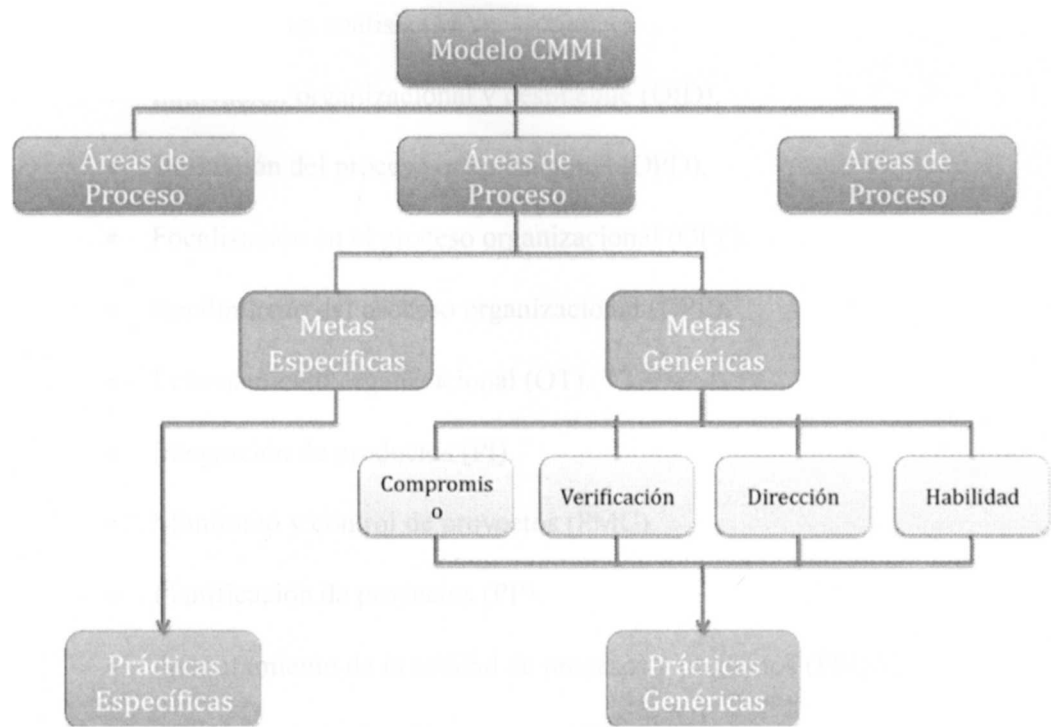 Modelo CMMI
Áreas de
Proceso
Áreas de
Proceso
Áreas de
Proceso
Metas
Específicas
Metas
Genéricas
Compromis
o
Verificación
Dirección
Habilidad
Prácticas
Específicas
Prácticas
Genéricas